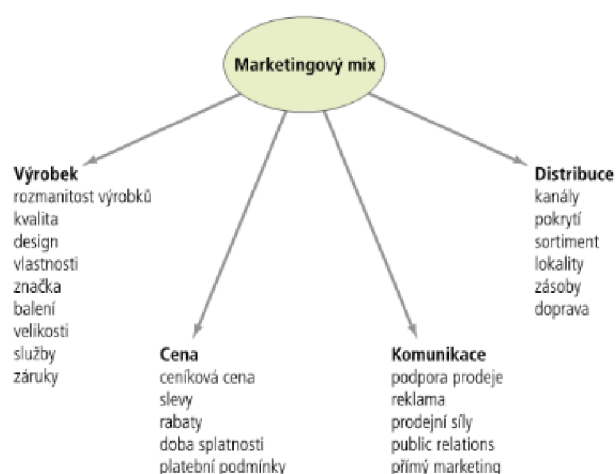 Marketingový mix
Výrobek
rozmanitost výrobků
kvalita
design
vlastnosti
značka
balení
velikosti
služby
záruky
Cena
ceníková cena
slevy
rabaty
doba splatnosti
platební podmínky
Komunikace
podpora prodeje
reklama
prodejní síly
public relations
přímý marketing
Distribuce
kanály
pokrytí
sortiment
lokality
zásoby
doprava